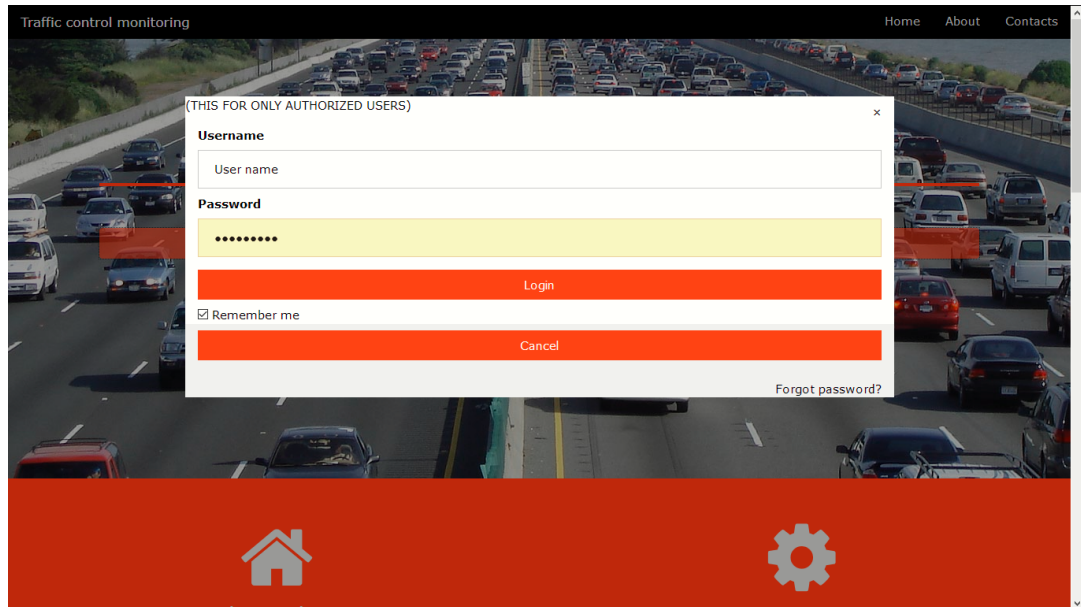 Traffic control monitoring
Home About Contacts
(THIS FOR ONLY AUTHORIZED USERS)
×
Username
User name
Password
•••••••••
Login
Remember me
Cancel
Forgot password?